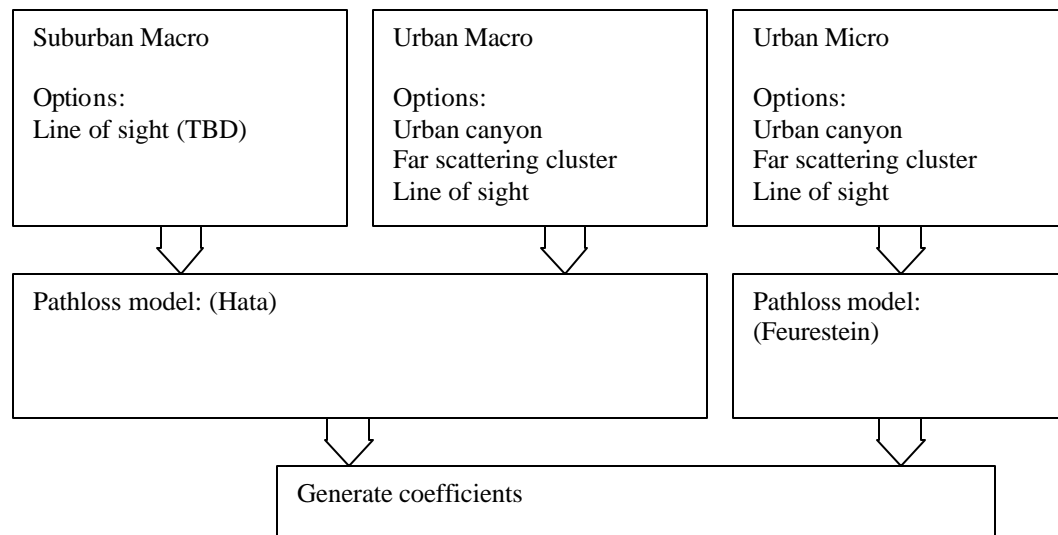 Suburban Macro
Options:
Line of sight (TBD)
Urban Macro
Options:
Urban canyon
Far scattering cluster
Line of sight
Urban Micro
Options:
Urban canyon
Far scattering cluster
Line of sight
Pathloss model: (Hata)
Pathloss model:
(Feurestein)
Generate coefficients